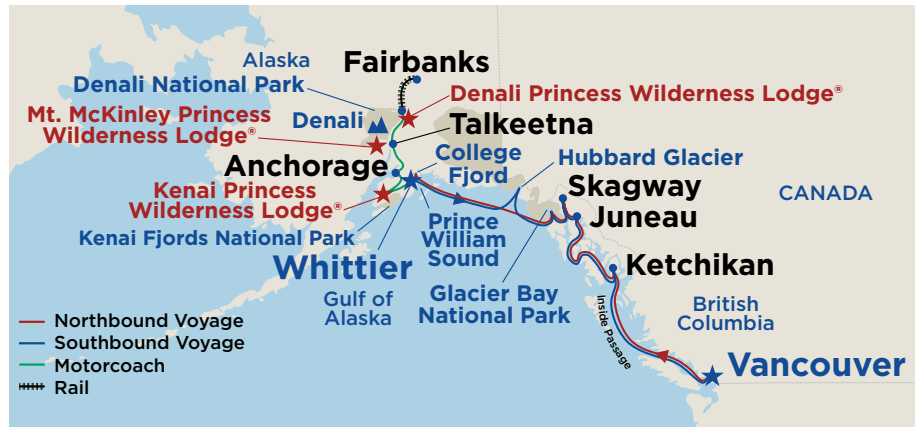 Alaska
Fairbanks
Denali National Park
Denali Princess Wilderness Lodge®
Mt. McKinley Princess
Wilderness Lodge®
Denali
Talkeetna
College
Fjord
Hubbard Glacier
Anchorage
Skagway
Kenai Princess
Wilderness Lodge®
CANADA
Juneau
Prince
William
Sound
Kenai Fjords National Park
Whittier
Ketchikan
Glacier Bay
National Park
Gulf of
Alaska
Inside Passage
British
Columbia
Northbound Voyage
Southbound Voyage
Motorcoach
Rail
Vancouver